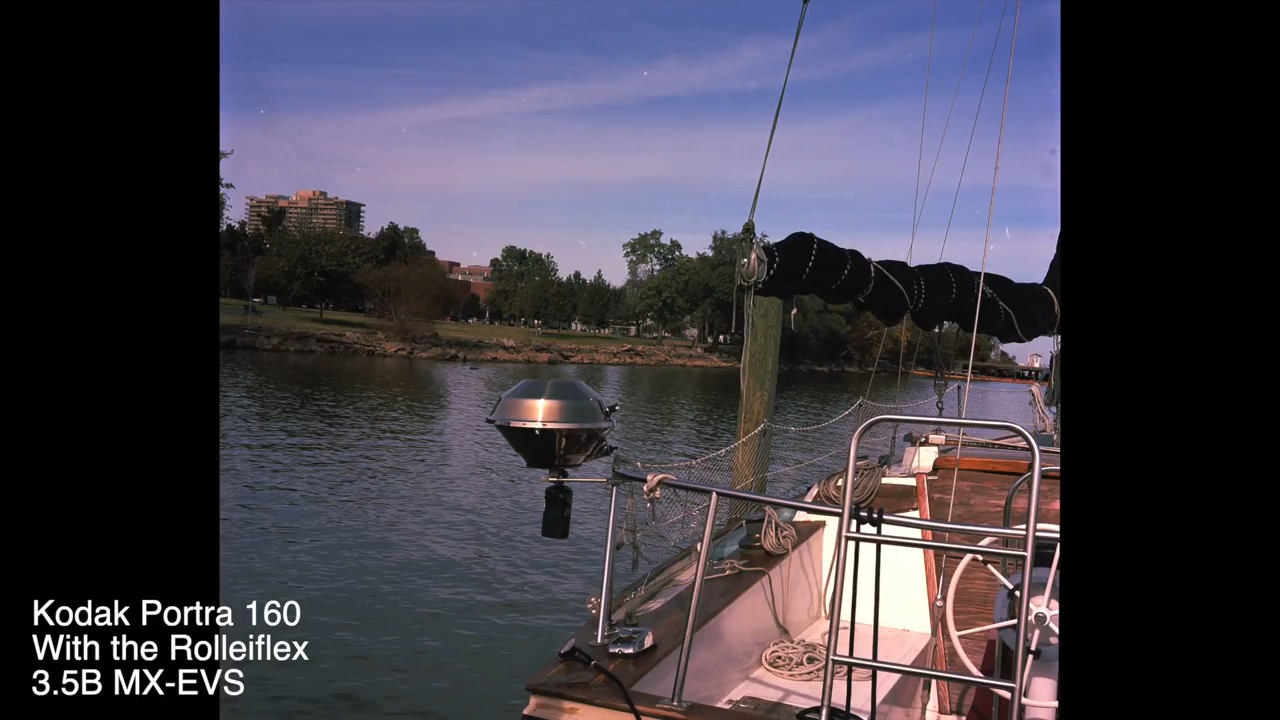 Kodak Portra 160
With the Rolleiflex
3.5B MX-EVS